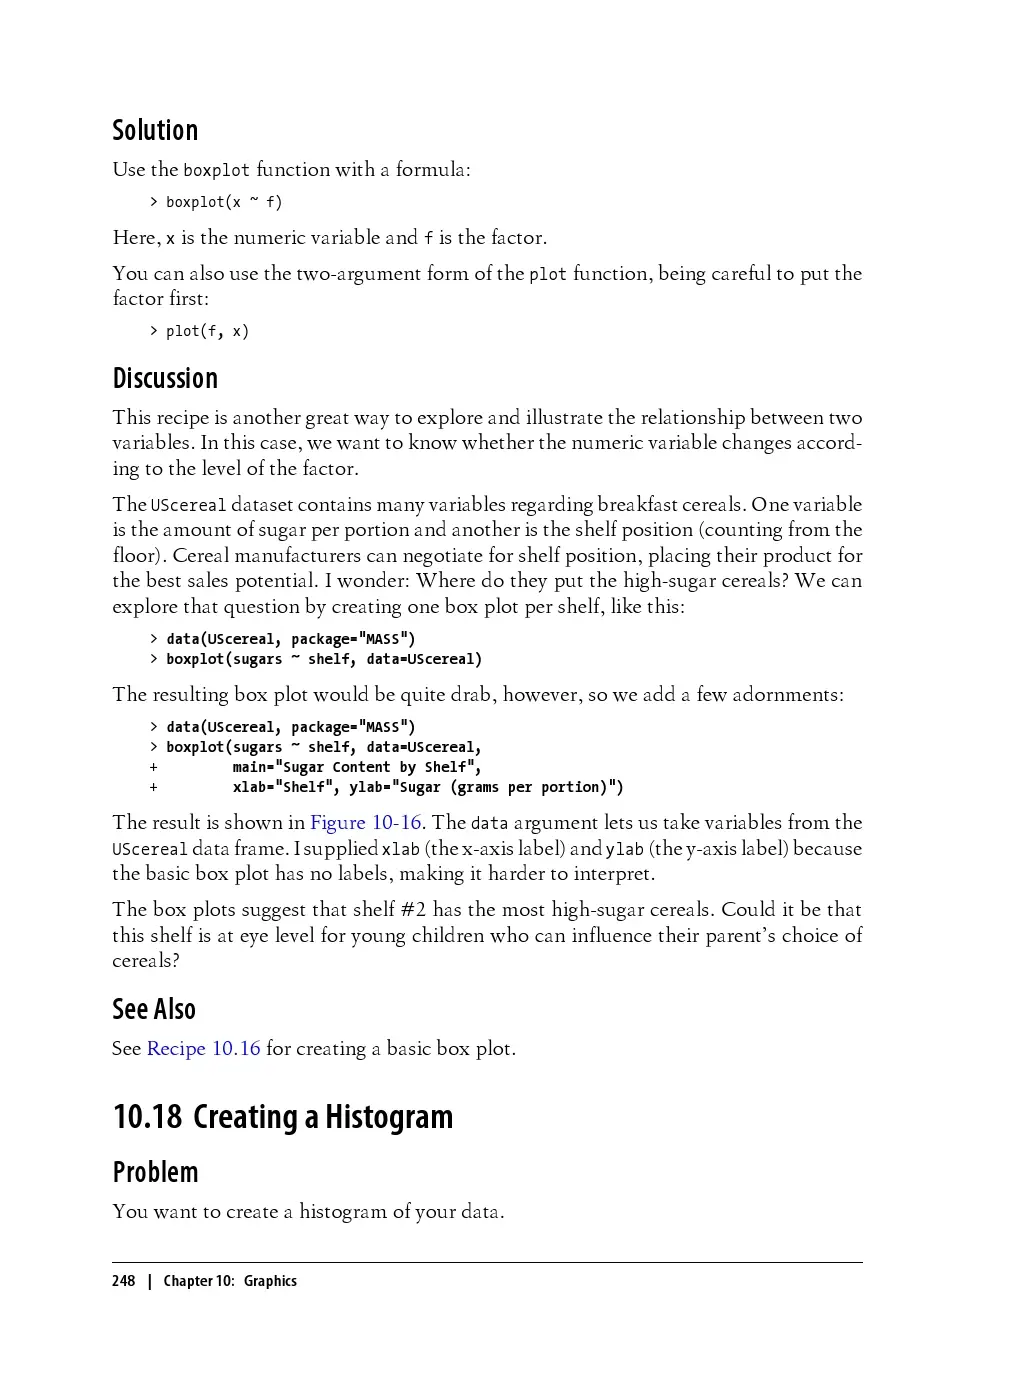 Solution
Use the boxplot function with a formula:
> boxplot(x ~ f)
Here, x is the numeric variable and f is the factor.
You can also use the two-argument form of the plot function, being careful to put the
factor first:
> plot(f, x)
Discussion
This recipe is another great way to explore and illustrate the relationship between two
variables. In this case, we want to know whether the numeric variable changes accord-
ing to the level of the factor.
The UScereal dataset contains many variables regarding breakfast cereals. One variable
is the amount of sugar per portion and another is the shelf position (counting from the
floor). Cereal manufacturers can negotiate for shelf position, placing their product for
the best sales potential. I wonder: Where do they put the high-sugar cereals? We can
explore that question by creating one box plot per shelf, like this:
> data(UScereal, package="MASS")
> boxplot(sugars ~ shelf, data=UScereal)
The resulting box plot would be quite drab, however, so we add a few adornments:
> data(UScereal, package="MASS")
> boxplot(sugars ~ shelf, data=UScereal,
+         main="Sugar Content by Shelf",
+         xlab="Shelf", ylab="Sugar (grams per portion)")
The result is shown in Figure 10-16. The data argument lets us take variables from the
UScereal data frame. I supplied xlab (the x-axis label) and ylab (the y-axis label) because
the basic box plot has no labels, making it harder to interpret.
The box plots suggest that shelf #2 has the most high-sugar cereals. Could it be that
this shelf is at eye level for young children who can influence their parent’s choice of
cereals?
See Also
See Recipe 10.16 for creating a basic box plot.
10.18 Creating a Histogram
Problem
You want to create a histogram of your data.
248 | Chapter 10: Graphics